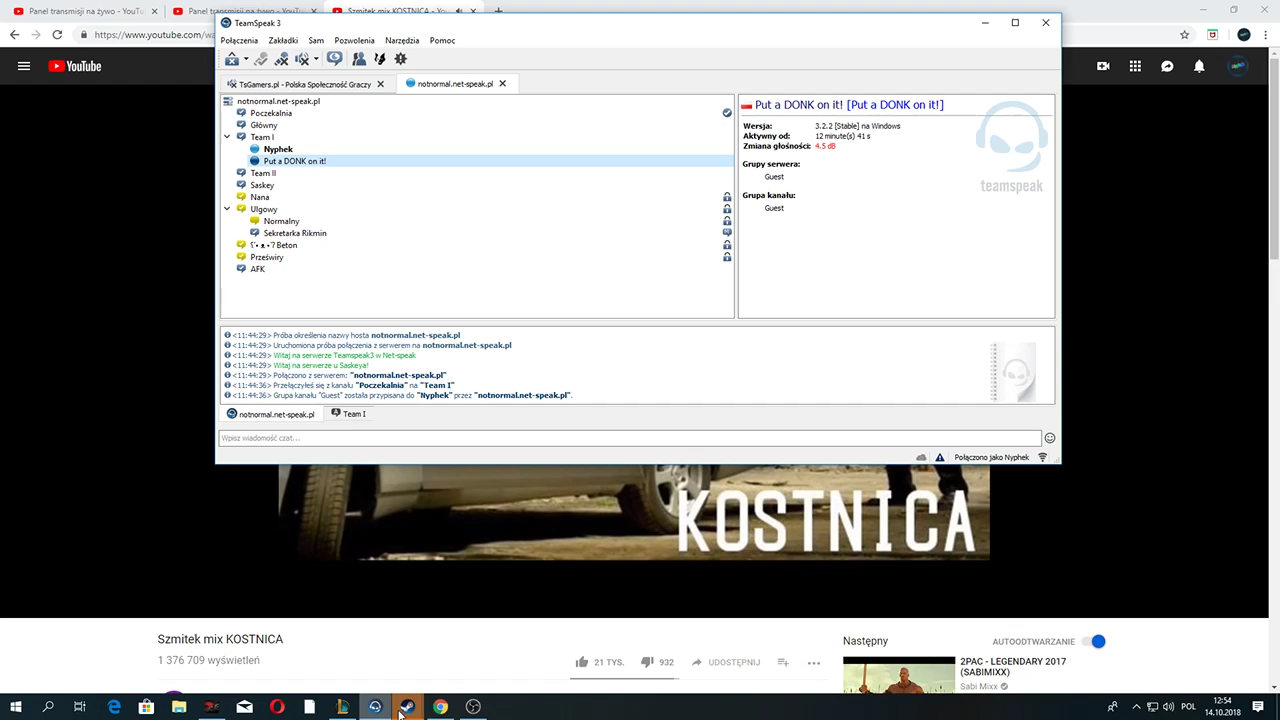 Panel transmisji na żywo - YouTu
Panel transmisji na żywo - YouTu
Szmitek mix KOSTNICA - Yo
https://www.youtube.com/wa
YouTube
TeamSpeak 3
Połączenia Zakładki Sam Pozwolenia Narzędzia Pomoc
TsGamers.pl - Polska Społeczność Graczy
notnormal.net-speak.pl
notnormal.net-speak.pl
Poczekalnia
Główny
Team I
Nyphek
Put a DONK on it!
Team II
Saskey
Nana
Ulgowy
Normalny
Sekretarka Rikmin
ʕ´• ᴥ •`ʔ Beton
Przeświry
AFK
Put a DONK on it! [Put a DONK on it!]
Wersja: 3.2.2 [Stable] na Windows
Aktywny od: 12 minute(s) 41 s
Zmiana głośności: 4.5 dB
Grupy serwera:
Guest
Grupa kanału:
Guest
teamspeak
<11:44:29> Próba określenia nazwy hosta notnormal.net-speak.pl
<11:44:29> Uruchomiona próba połączenia z serwerem na notnormal.net-speak.pl
<11:44:29> Witaj na serwerze Teamspeak3 w Net-speak
<11:44:29> Witaj na serwerze u Saskeya!
<11:44:29> Połączono z serwerem: "notnormal.net-speak.pl"
<11:44:36> Przełączyłeś się z kanału "Poczekalnia" na "Team I"
<11:44:36> Grupa kanału "Guest" została przypisana do "Nyphek" przez "notnormal.net-speak.pl".
notnormal.net-speak.pl
Team I
Wpisz wiadomość czat...
Połączono jako Nyphek
KOSTNICA
Szmitek mix KOSTNICA
1 376 709 wyświetleń
21 TYS. 932 UDOSTĘPNIJ
Następny
AUTOODTWARZANIE
2PAC - LEGENDARY 2017
(SABIMIXX)
Sabi Mixx
POL
12:54
14.10.2018